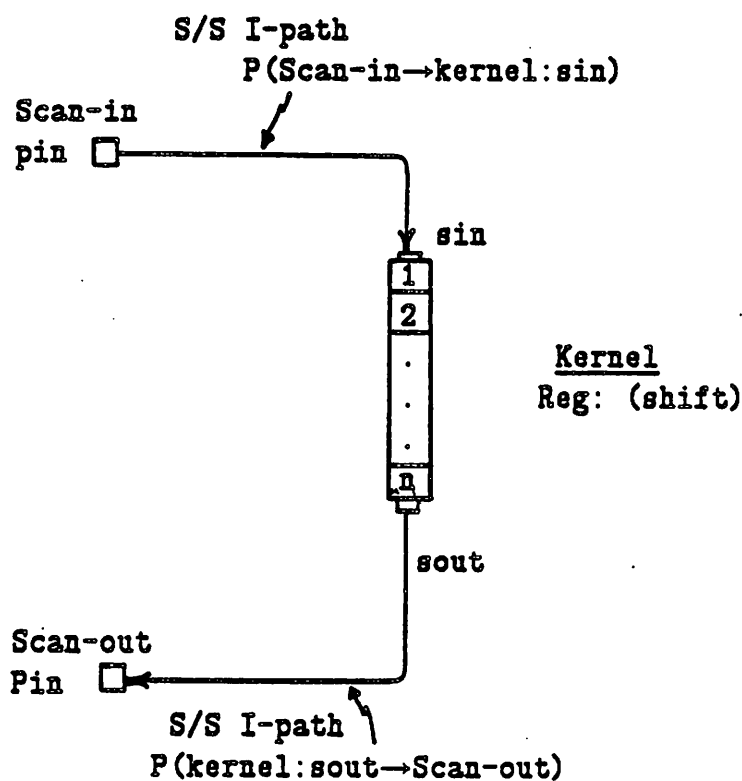 S/S I-path
P(Scan-in→kernel:sin)
Scan-in
pin
sin
1
2
.
.
.
n
Kernel
Reg: (shift)
sout
Scan-out
Pin
S/S I-path
P(kernel:sout→Scan-out)